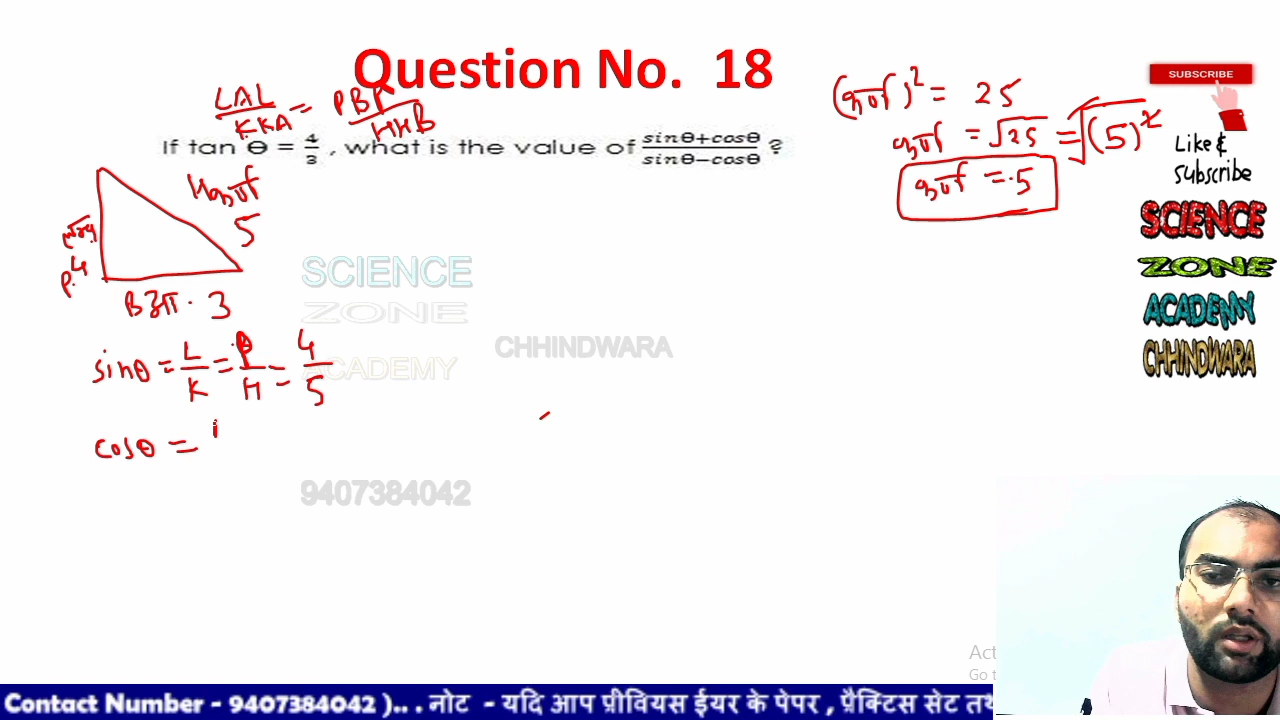 Question No. 18
LAL/KKA = PBP/HHB
If tan θ = 4/3 , what is the value of sinθ+cosθ/sinθ−cosθ ?
(कर्ण)² = 25
कर्ण = √25 = √(5)²
कर्ण = 5
H कर्ण
5
लम्ब
P. 4
B आधार 3
sinθ = L/K = P/H = 4/5
cosθ =
SUBSCRIBE
Like &
Subscribe
SCIENCE
ZONE
ACADEMY
CHHINDWARA
SCIENCE
ZONE
ACADEMY
CHHINDWARA
9407384042
Act
Go t
Contact Number - 9407384042 ).. . नोट - यदि आप प्रीवियस ईयर के पेपर , प्रैक्टिस सेट तथ